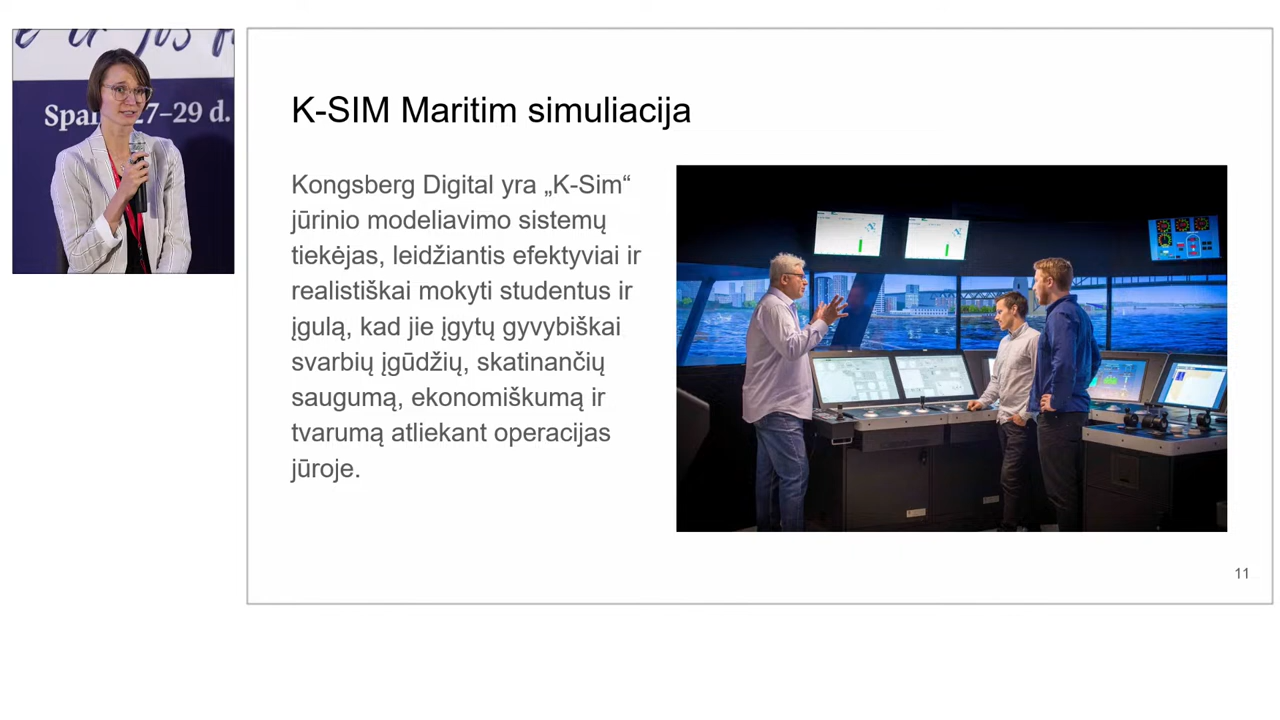 27–29 d.
K-SIM Maritim simuliacija
Kongsberg Digital yra „K-Sim“
jūrinio modeliavimo sistemų
tiekėjas, leidžiantis efektyviai ir
realistiškai mokyti studentus ir
įgulą, kad jie įgytų gyvybiškai
svarbių įgūdžių, skatinančių
saugumą, ekonomiškumą ir
tvarumą atliekant operacijas
jūroje.
11